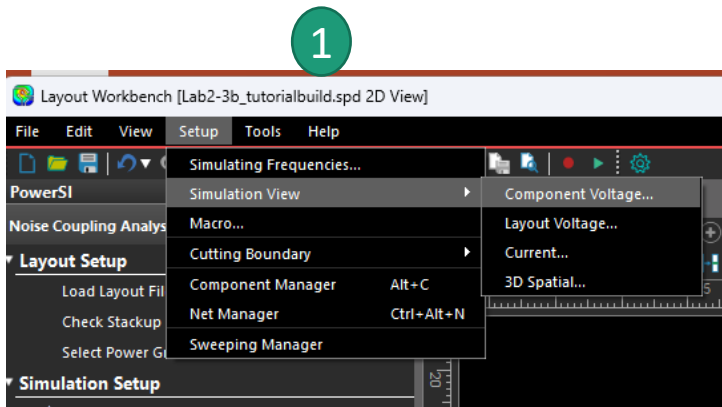 1
Layout Workbench [Lab2-3b_tutorialbuild.spd 2D View]
File Edit View Setup Tools Help
Simulating Frequencies...
PowerSI
Simulation View
Component Voltage...
Noise Coupling Analys
Macro...
Layout Voltage...
Layout Setup
Cutting Boundary
Current...
Load Layout Fil
Component Manager Alt+C
3D Spatial...
Check Stackup
Net Manager Ctrl+Alt+N
Select Power G
Sweeping Manager
Simulation Setup
20
5